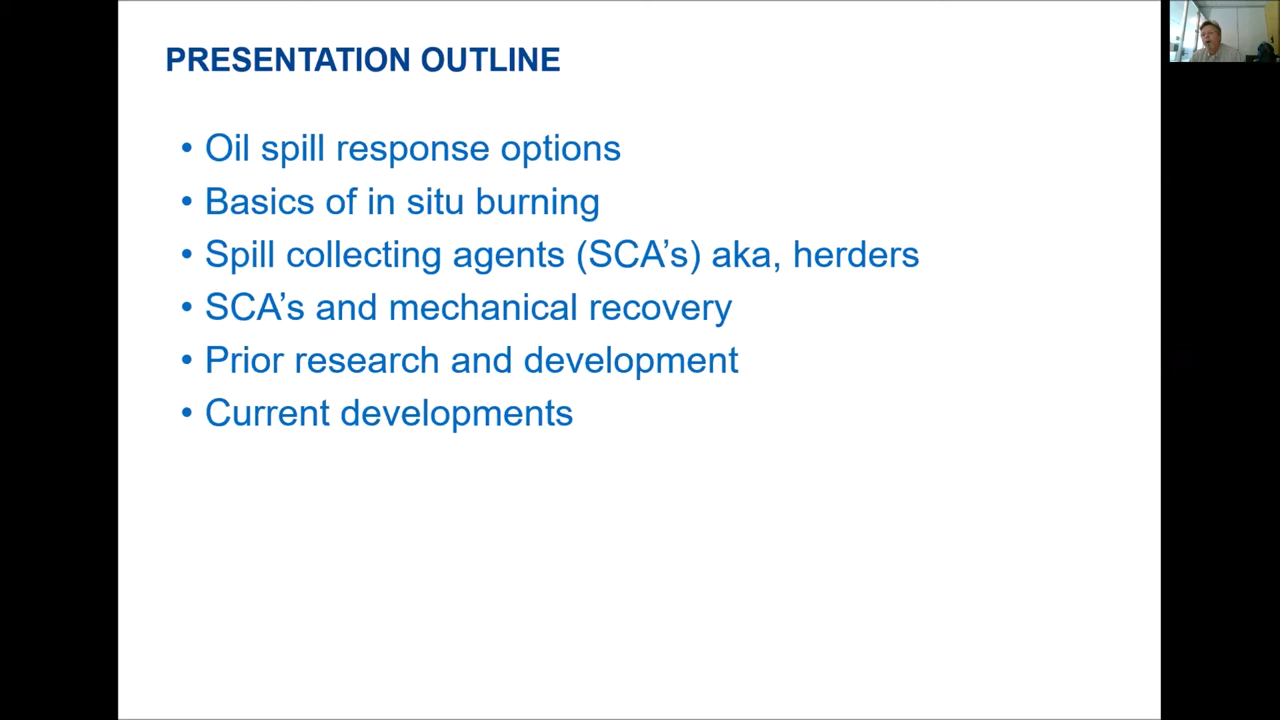 PRESENTATION OUTLINE
• Oil spill response options
• Basics of in situ burning
• Spill collecting agents (SCA’s) aka, herders
• SCA’s and mechanical recovery
• Prior research and development
• Current developments